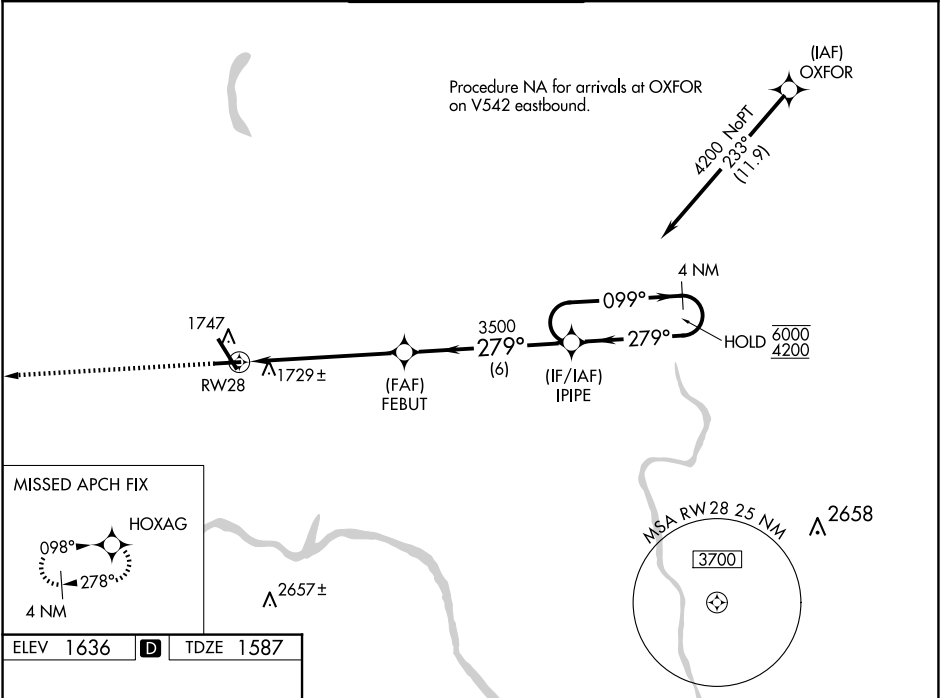 (IAF)
OXFOR
Procedure NA for arrivals at OXFOR
on V542 eastbound.
4200 NoPT
233°
(11.9)
4 NM
099°
279°
HOLD
6000
4200
3500
279°
(6)
(IF/IAF)
IPIPE
(FAF)
FEBUT
1747
RW28
1729±
MISSED APCH FIX
HOXAG
098°
278°
4 NM
2657±
MSA RW28 25 NM
3700
2658
ELEV 1636
D
TDZE 1587